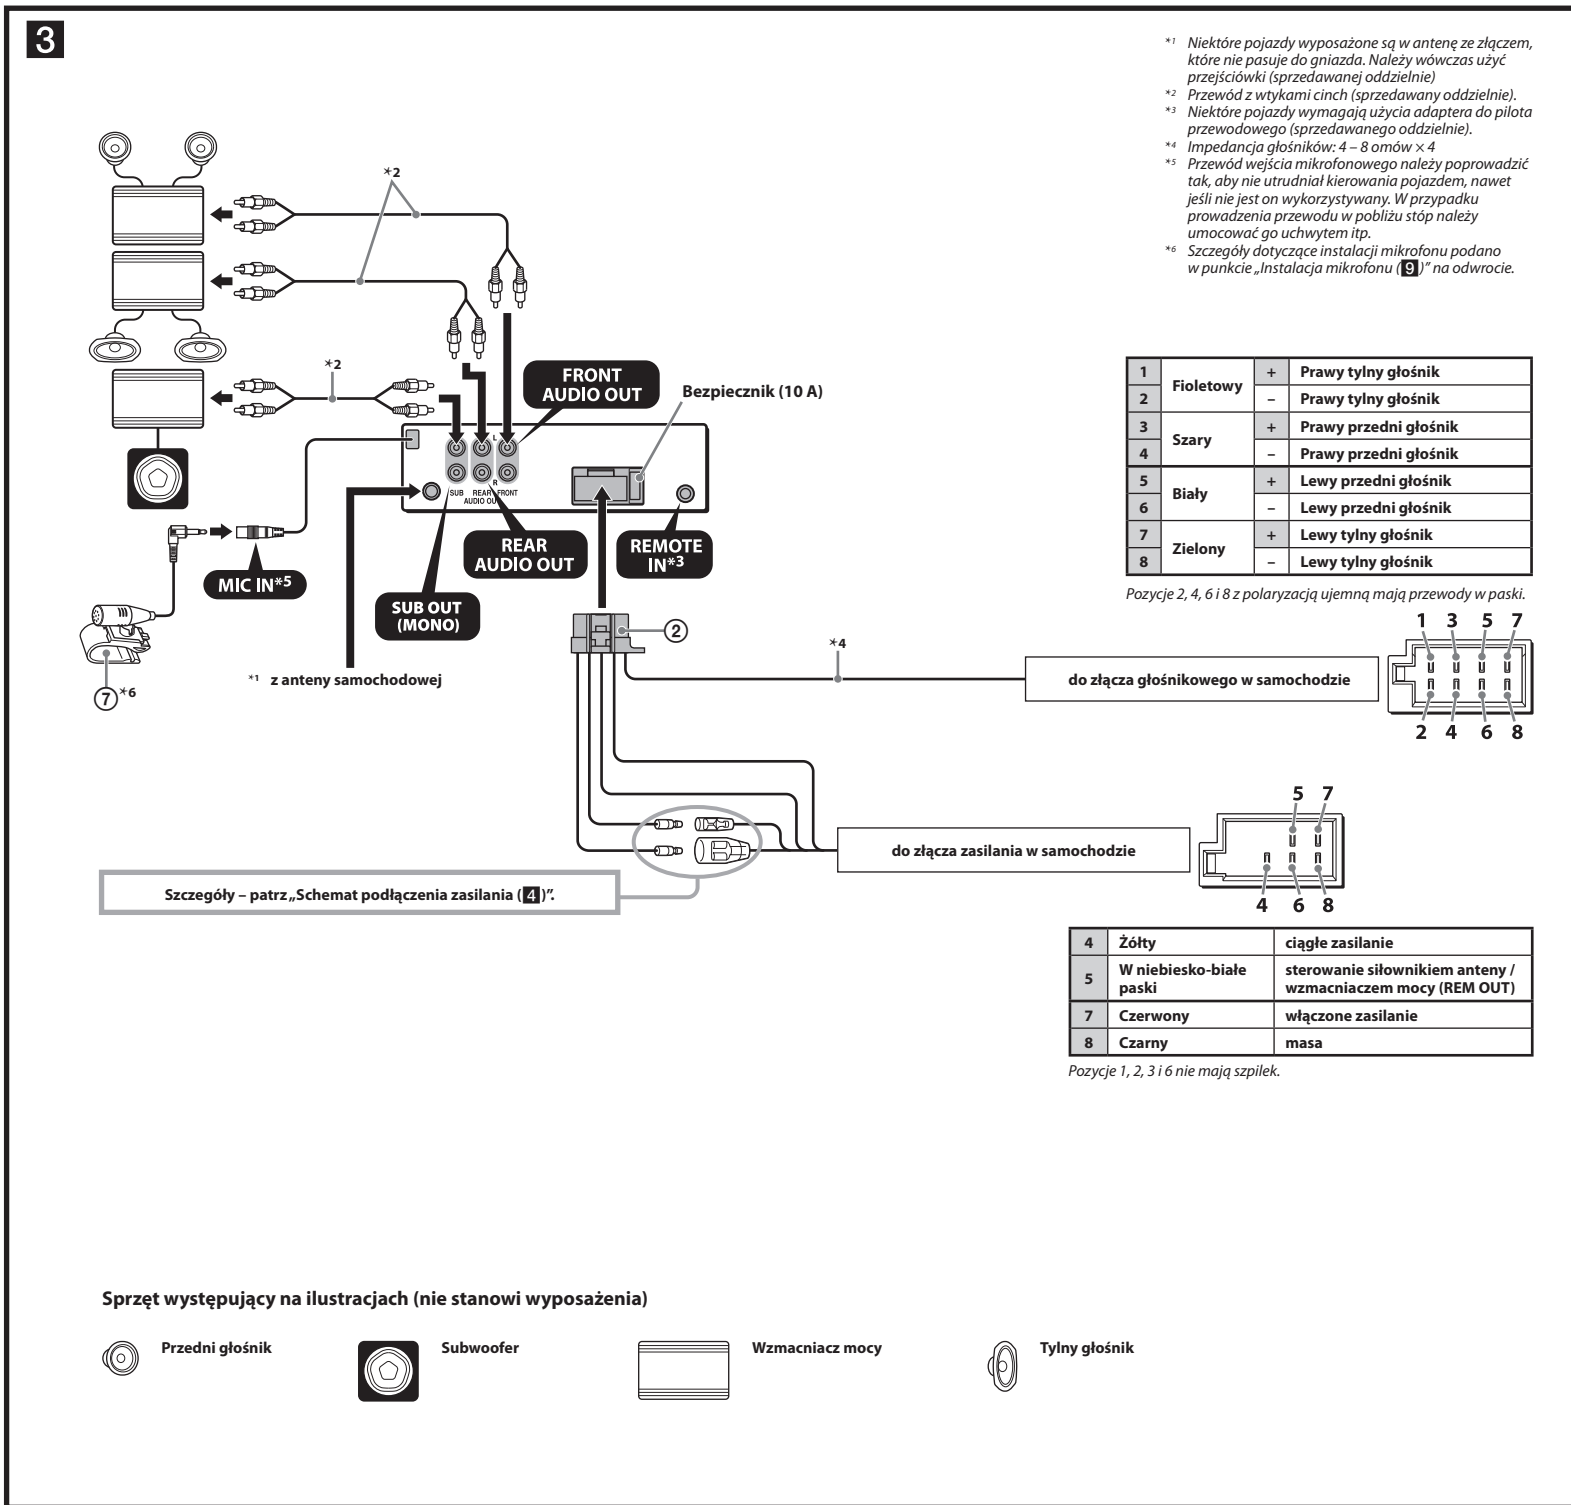 3
*1 Niektóre pojazdy wyposażone są w antenę ze złączem,
które nie pasuje do gniazda. Należy wówczas użyć
przejściówki (sprzedawanej oddzielnie)
*2 Przewód z wtykami cinch (sprzedawany oddzielnie).
*3 Niektóre pojazdy wymagają użycia adaptera do pilota
przewodowego (sprzedawanego oddzielnie).
*4 Impedancja głośników: 4 – 8 omów × 4
*5 Przewód wejścia mikrofonowego należy poprowadzić
tak, aby nie utrudniał kierowania pojazdem, nawet
jeśli nie jest on wykorzystywany. W przypadku
prowadzenia przewodu w pobliżu stóp należy
umocować go uchwytem itp.
*6 Szczegóły dotyczące instalacji mikrofonu podano
w punkcie „Instalacja mikrofonu (9)” na odwrocie.
*2
*2
FRONT
AUDIO OUT
Bezpiecznik (10 A)
L
R
SUB REAR FRONT
AUDIO OUT
REAR
AUDIO OUT
REMOTE
IN*3
MIC IN*5
SUB OUT
(MONO)
2
7 *6
*1 z anteny samochodowej
*4
1 Fioletowy + Prawy tylny głośnik
2 – Prawy tylny głośnik
3 Szary + Prawy przedni głośnik
4 – Prawy przedni głośnik
5 Biały + Lewy przedni głośnik
6 – Lewy przedni głośnik
7 Zielony + Lewy tylny głośnik
8 – Lewy tylny głośnik
Pozycje 2, 4, 6 i 8 z polaryzacją ujemną mają przewody w paski.
1 3 5 7
do złącza głośnikowego w samochodzie
2 4 6 8
5 7
do złącza zasilania w samochodzie
4 6 8
Szczegóły – patrz „Schemat podłączenia zasilania (4)”.
4 Żółty ciągłe zasilanie
5 W niebiesko-białe
paski
sterowanie siłownikiem anteny /
wzmacniaczem mocy (REM OUT)
7 Czerwony włączone zasilanie
8 Czarny masa
Pozycje 1, 2, 3 i 6 nie mają szpilek.
Sprzęt występujący na ilustracjach (nie stanowi wyposażenia)
Przedni głośnik
Subwoofer
Wzmacniacz mocy
Tylny głośnik